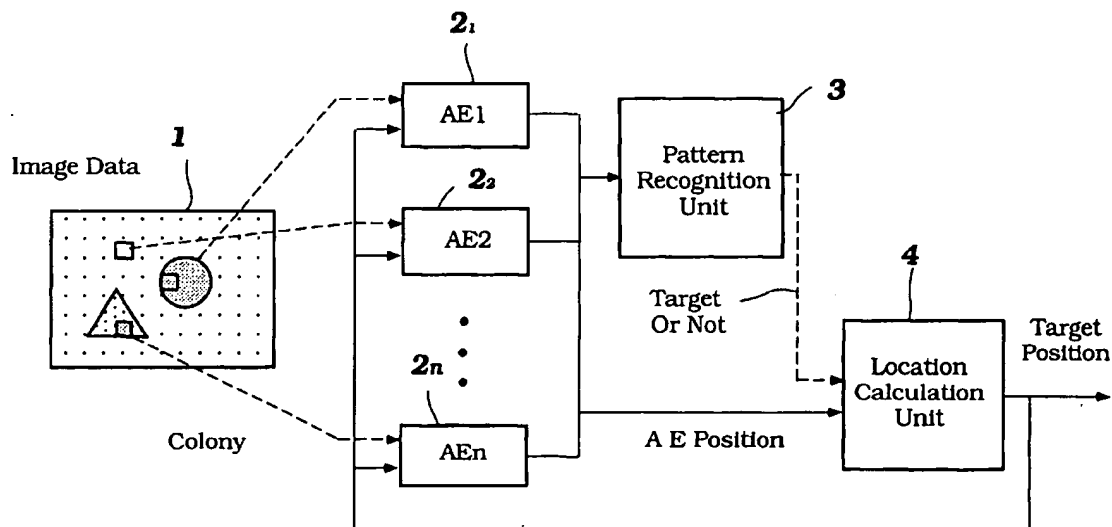 2₁
AE1
3
1
Image Data
Pattern
Recognition
Unit
2₂
AE2
4
Target
Or Not
Target
Position
Location
Calculation
Unit
2n
AEn
A E Position
Colony